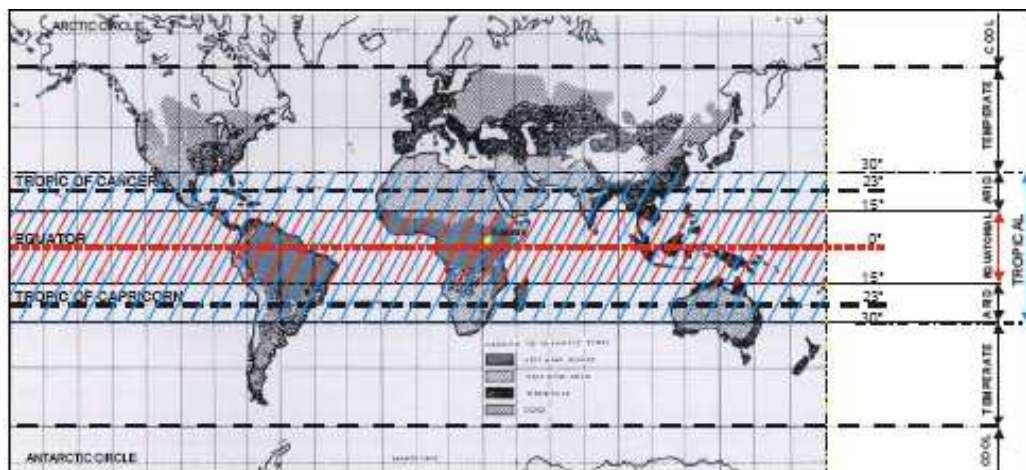 ARCTIC CIRCLE
COOL
TEMPERATE
30°
TROPIC OF CANCER
23°
ARID
15°
EQUATOR
0°
EQUATORIAL
TROPICAL
15°
TROPIC OF CAPRICORN
23°
ARID
30°
TEMPERATE
ANTARCTIC CIRCLE
COOL